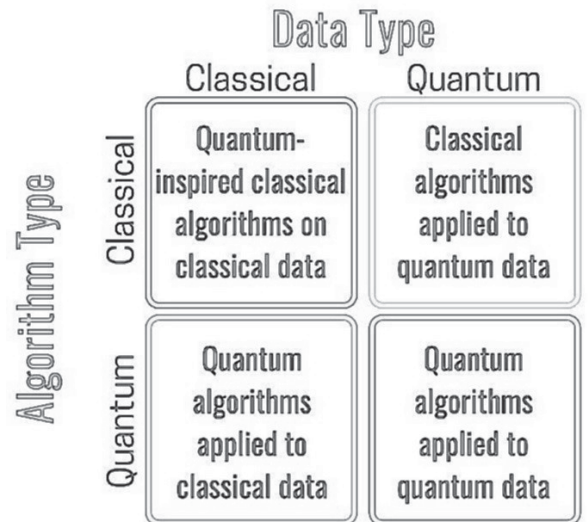 Data Type
Classical
Quantum
Algorithm Type
Classical
Quantum-
inspired classical
algorithms on
classical data
Classical
algorithms
applied to
quantum data
Quantum
Quantum
algorithms
applied to
classical data
Quantum
algorithms
applied to
quantum data